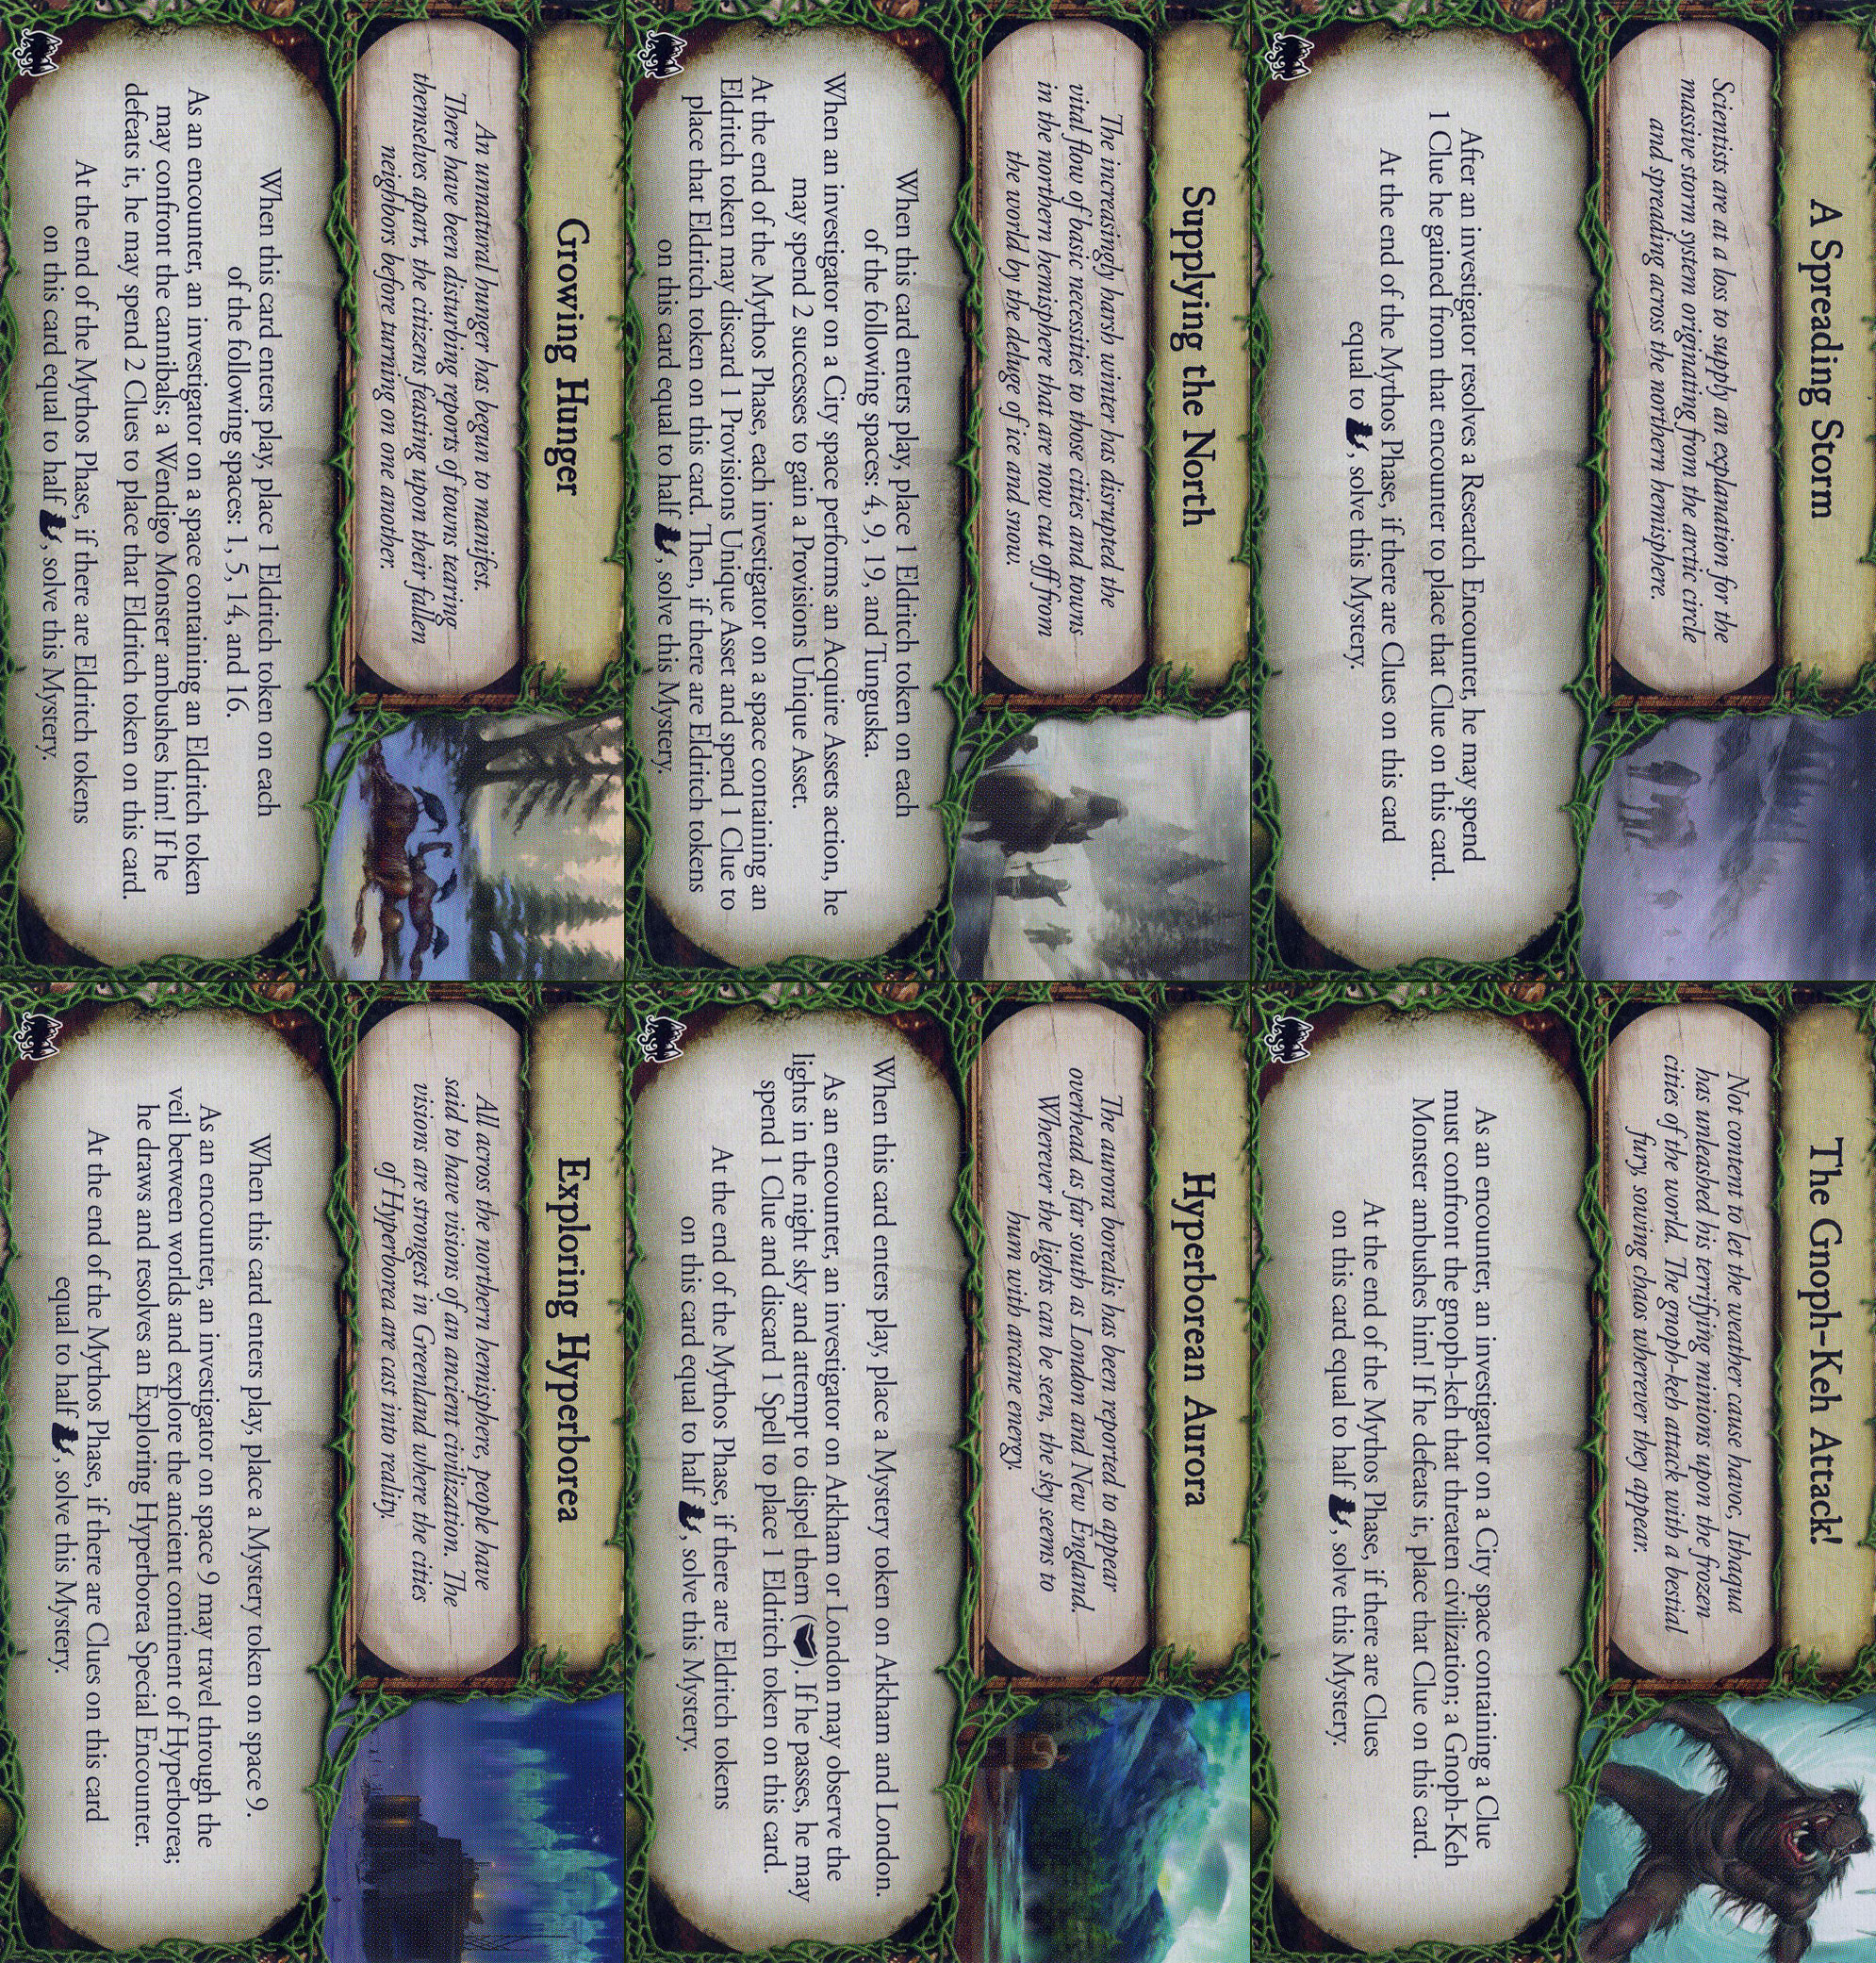 A Spreading Storm
Scientists are at a loss to supply an explanation for the
massive storm system originating from the arctic circle
and spreading across the northern hemisphere.
After an investigator resolves a Research Encounter, he may spend
1 Clue he gained from that encounter to place that Clue on this card.
At the end of the Mythos Phase, if there are Clues on this card
equal to , solve this Mystery.
The Gnoph-Keh Attack!
Not content to let the weather cause havoc, Ithaqua
has unleashed his terrifying minions upon the frozen
cities of the world. The gnoph-keh attack with a bestial
fury, sowing chaos wherever they appear.
As an encounter, an investigator on a City space containing a Clue
must confront the gnoph-keh that threaten civilization; a Gnoph-Keh
Monster ambushes him! If he defeats it, place that Clue on this card.
At the end of the Mythos Phase, if there are Clues
on this card equal to half , solve this Mystery.
Supplying the North
The increasingly harsh winter has disrupted the
vital flow of basic necessities to those cities and towns
in the northern hemisphere that are now cut off from
the world by the deluge of ice and snow.
When this card enters play, place 1 Eldritch token on each
of the following spaces: 4, 9, 19, and Tunguska.
When an investigator on a City space performs an Acquire Assets action, he
may spend 2 successes to gain a Provisions Unique Asset.
At the end of the Mythos Phase, each investigator on a space containing an
Eldritch token may discard 1 Provisions Unique Asset and spend 1 Clue to
place that Eldritch token on this card. Then, if there are Eldritch tokens
on this card equal to half , solve this Mystery.
Hyperborean Aurora
The aurora borealis has been reported to appear
overhead as far south as London and New England.
Wherever the lights can be seen, the sky seems to
hum with arcane energy.
When this card enters play, place a Mystery token on Arkham and London.
As an encounter, an investigator on Arkham or London may observe the
lights in the night sky and attempt to dispel them (). If he passes, he may
spend 1 Clue and discard 1 Spell to place 1 Eldritch token on this card.
At the end of the Mythos Phase, if there are Eldritch tokens
on this card equal to half , solve this Mystery.
Growing Hunger
An unnatural hunger has begun to manifest.
There have been disturbing reports of towns tearing
themselves apart, the citizens feasting upon their fallen
neighbors before turning on one another.
When this card enters play, place 1 Eldritch token on each
of the following spaces: 1, 5, 14, and 16.
As an encounter, an investigator on a space containing an Eldritch token
may confront the cannibals; a Wendigo Monster ambushes him! If he
defeats it, he may spend 2 Clues to place that Eldritch token on this card.
At the end of the Mythos Phase, if there are Eldritch tokens
on this card equal to half , solve this Mystery.
Exploring Hyperborea
All across the northern hemisphere, people have
said to have visions of an ancient civilization. The
visions are strongest in Greenland where the cities
of Hyperborea are cast into reality.
When this card enters play, place a Mystery token on space 9.
As an encounter, an investigator on space 9 may travel through the
veil between worlds and explore the ancient continent of Hyperborea;
he draws and resolves an Exploring Hyperborea Special Encounter.
At the end of the Mythos Phase, if there are Clues on this card
equal to half , solve this Mystery.